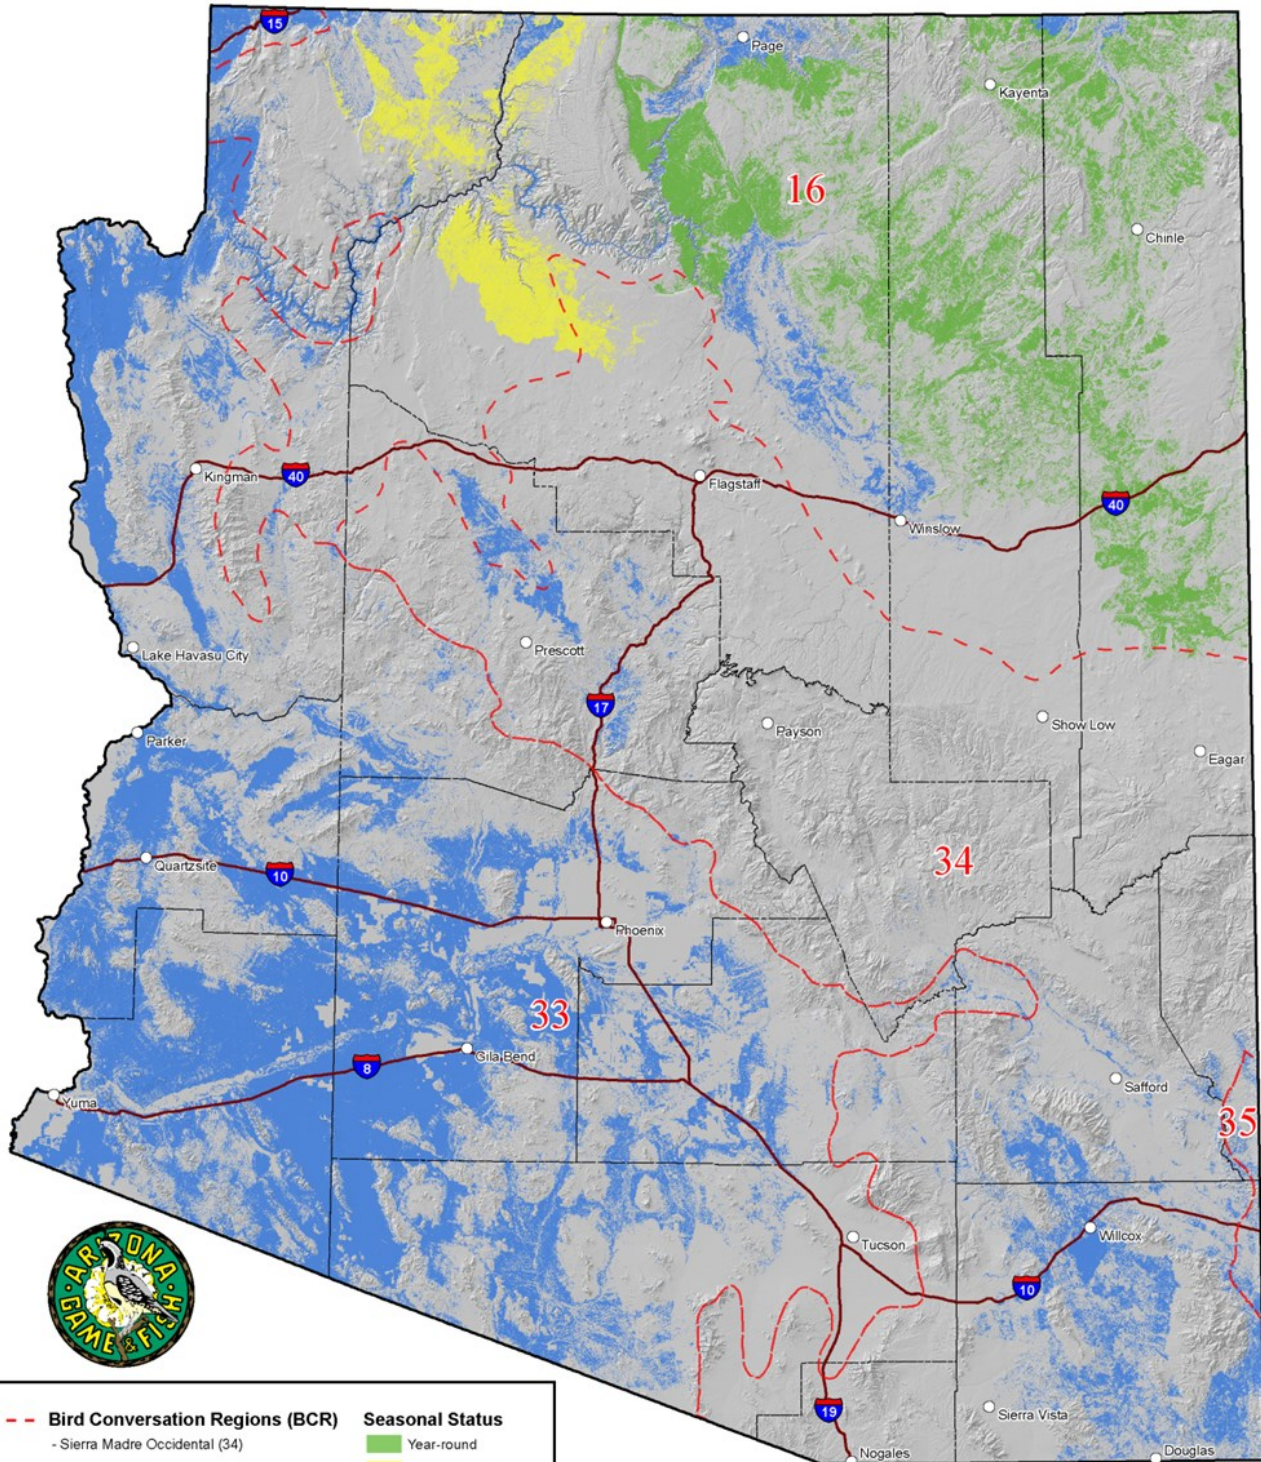 15
Page
Kayenta
16
Chinle
Kingman
40
Flagstaff
40
Winslow
Lake Havasu City
Prescott
17
Payson
Show Low
Parker
Eagar
Quartzsite
10
34
Phoenix
33
Gila Bend
8
Safford
Yuma
35
Tucson
Willcox
10
ARIZONA
GAME & FISH
19
Sierra Vista
Nogales
Douglas
Bird Conversation Regions (BCR)
- Sierra Madre Occidental (34)
Seasonal Status
Year-round